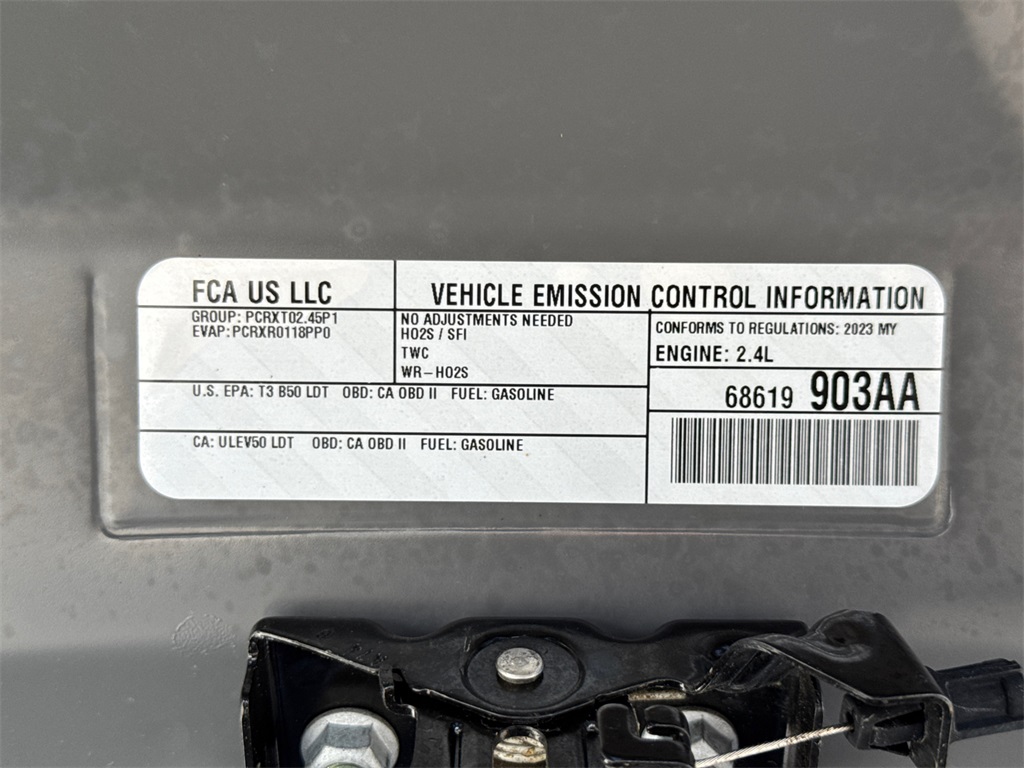 FCA US LLC
VEHICLE EMISSION CONTROL INFORMATION
GROUP: PCRXT02.45P1
EVAP: PCRXR0118PP0
NO ADJUSTMENTS NEEDED
HO2S / SFI
TWC
WR-HO2S
CONFORMS TO REGULATIONS: 2023 MY
ENGINE: 2.4L
U.S. EPA: T3 B50 LDT OBD: CA OBD II FUEL: GASOLINE
68619 903AA
CA: ULEV50 LDT OBD: CA OBD II FUEL: GASOLINE